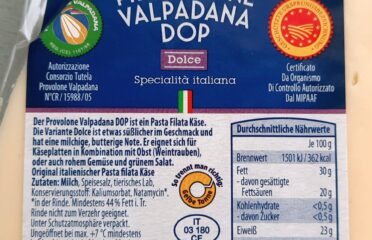 VALPADANA
VALPADANA
DOP
Dolce
Specialità italiana
Autorizzazione
Consorzio Tutela
Provolone Valpadana
N°CR / 15988 / 05
Certificato
Da Organismo
Di Controllo Autorizzato
Dal MIPAAF
Der Provolone Valpadana DOP ist ein Pasta Filata Käse.
Die Variante Dolce ist etwas süßlicher im Geschmack und
hat eine milchige, butterige Note. Er eignet sich für
Käseplatten in Kombination mit Obst (Weintrauben),
oder auch rohem Gemüse und grünem Salat.
Original italienischer Pasta filata Käse
Zutaten: Milch, Speisesalz, tierisches Lab,
Konservierungsstoffe: Kaliumsorbat, Natamycin*.
*in der Rinde. Mindestens 44 % Fett i. Tr.
Rinde nicht zum Verzehr geeignet.
Unter Schutzatmosphäre verpackt.
Ungeöffnet bei max. +7 °C mindestens
So trennt man richtig:
Gelbe Tonne
IT
03 180
CE
Durchschnittliche Nährwerte
Je 100 g
Brennwert 1501 kJ / 362 kcal
Fett 30 g
- davon gesättigte
Fettsäuren 20 g
Kohlenhydrate <0,5 g
- davon Zucker <0,5 g
Eiweiß 23 g